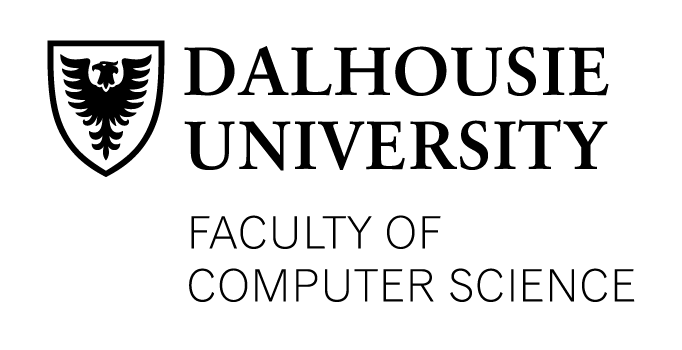 DALHOUSIE
UNIVERSITY
FACULTY OF
COMPUTER SCIENCE